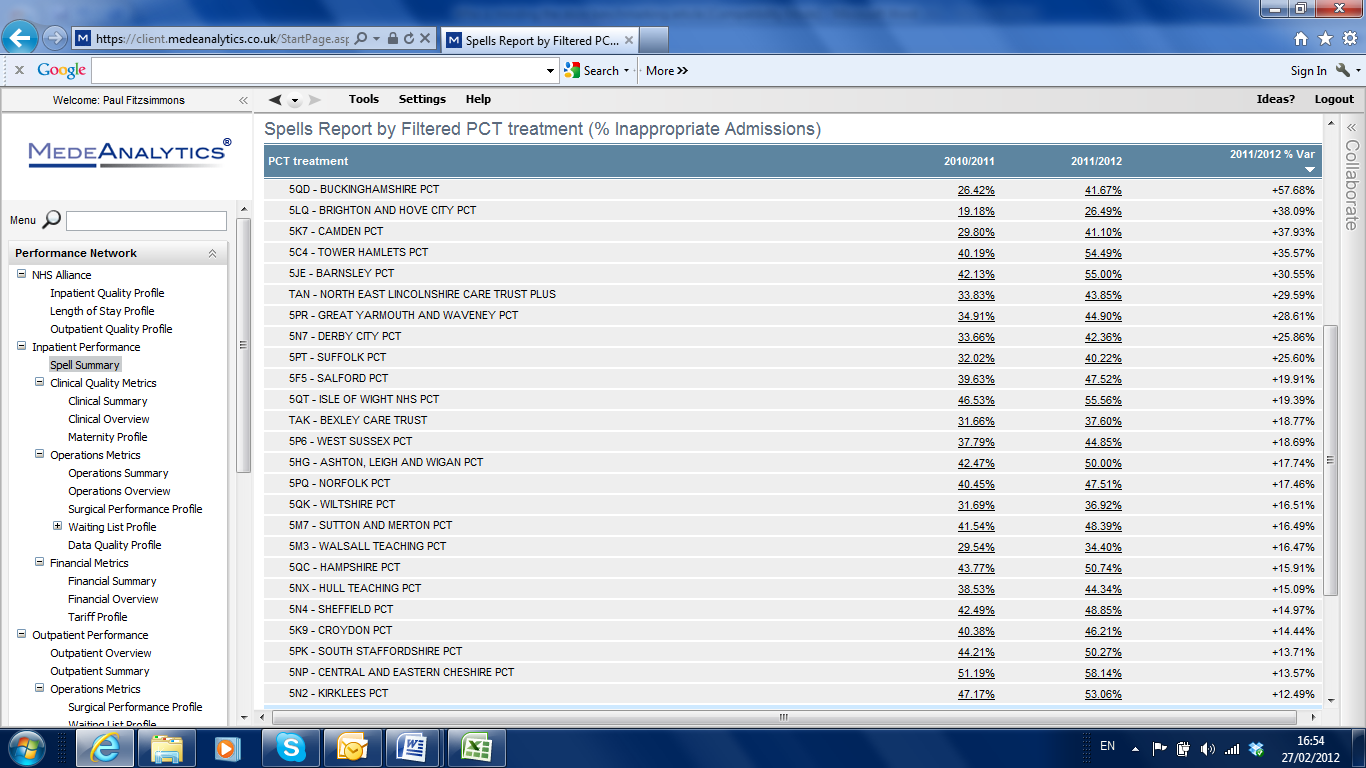 https://client.medeanalytics.co.uk/StartPage.asp
Spells Report by Filtered PC...
Google
Search
More
Sign In
Welcome: Paul Fitzsimmons
Tools Settings Help
Ideas? Logout
MEDEANALYTICS®
Menu
Performance Network
NHS Alliance
Inpatient Quality Profile
Length of Stay Profile
Outpatient Quality Profile
Inpatient Performance
Spell Summary
Clinical Quality Metrics
Clinical Summary
Clinical Overview
Maternity Profile
Operations Metrics
Operations Summary
Operations Overview
Surgical Performance Profile
Waiting List Profile
Data Quality Profile
Financial Metrics
Financial Summary
Financial Overview
Tariff Profile
Outpatient Performance
Outpatient Overview
Outpatient Summary
Operations Metrics
Surgical Performance Profile
Waiting List Profile
Spells Report by Filtered PCT treatment (% Inappropriate Admissions)
PCT treatment 2010/2011 2011/2012 2011/2012 % Var
5QD - BUCKINGHAMSHIRE PCT 26.42% 41.67% +57.68%
5LQ - BRIGHTON AND HOVE CITY PCT 19.18% 26.49% +38.09%
5K7 - CAMDEN PCT 29.80% 41.10% +37.93%
5C4 - TOWER HAMLETS PCT 40.19% 54.49% +35.57%
5JE - BARNSLEY PCT 42.13% 55.00% +30.55%
TAN - NORTH EAST LINCOLNSHIRE CARE TRUST PLUS 33.83% 43.85% +29.59%
5PR - GREAT YARMOUTH AND WAVENEY PCT 34.91% 44.90% +28.61%
5N7 - DERBY CITY PCT 33.66% 42.36% +25.86%
5PT - SUFFOLK PCT 32.02% 40.22% +25.60%
5F5 - SALFORD PCT 39.63% 47.52% +19.91%
5QT - ISLE OF WIGHT NHS PCT 46.53% 55.56% +19.39%
TAK - BEXLEY CARE TRUST 31.66% 37.60% +18.77%
5P6 - WEST SUSSEX PCT 37.79% 44.85% +18.69%
5HG - ASHTON, LEIGH AND WIGAN PCT 42.47% 50.00% +17.74%
5PQ - NORFOLK PCT 40.45% 47.51% +17.46%
5QK - WILTSHIRE PCT 31.69% 36.92% +16.51%
5M7 - SUTTON AND MERTON PCT 41.54% 48.39% +16.49%
5M3 - WALSALL TEACHING PCT 29.54% 34.40% +16.47%
5QC - HAMPSHIRE PCT 43.77% 50.74% +15.91%
5NX - HULL TEACHING PCT 38.53% 44.34% +15.09%
5N4 - SHEFFIELD PCT 42.49% 48.85% +14.97%
5K9 - CROYDON PCT 40.38% 46.21% +14.44%
5PK - SOUTH STAFFORDSHIRE PCT 44.21% 50.27% +13.71%
5NP - CENTRAL AND EASTERN CHESHIRE PCT 51.19% 58.14% +13.57%
5N2 - KIRKLEES PCT 47.17% 53.06% +12.49%
Collaborate
EN
16:54
27/02/2012